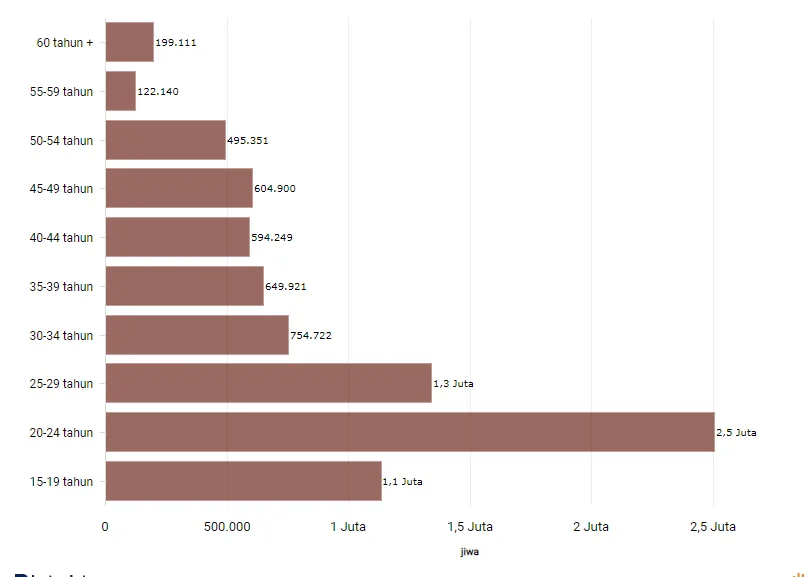 60 tahun +
199.111
55-59 tahun
122.140
50-54 tahun
495.351
45-49 tahun
604.900
40-44 tahun
594.249
35-39 tahun
649.921
30-34 tahun
754.722
25-29 tahun
1,3 Juta
20-24 tahun
2,5 Juta
15-19 tahun
1,1 Juta
0
500.000
1 Juta
1,5 Juta
2 Juta
2,5 Juta
jiwa